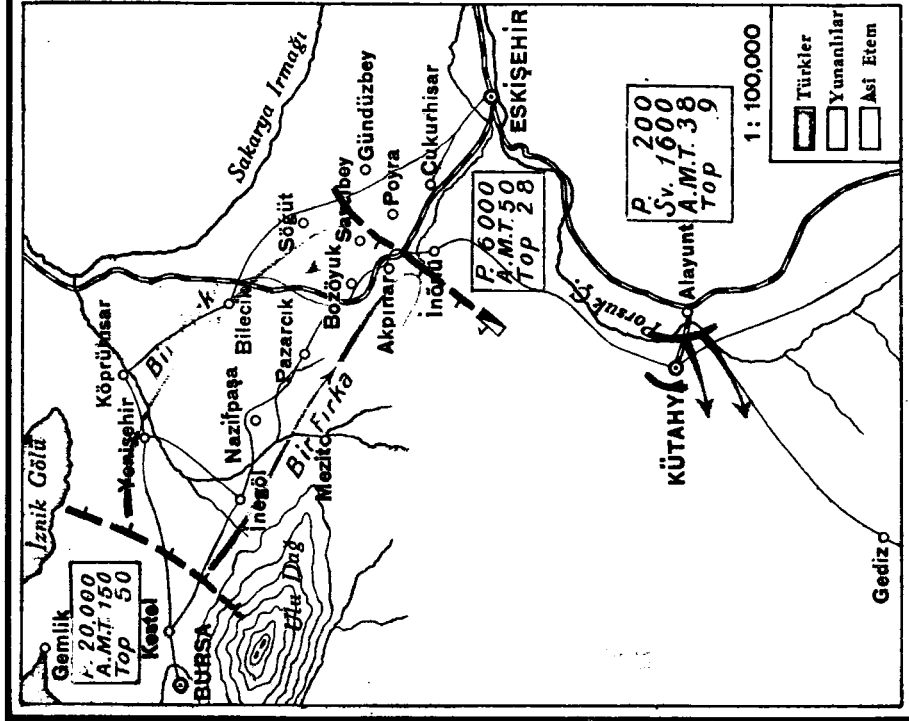 İznik Gölü
Gemlik
P. 20,000
A.M.T. 150
Top 50
Kestel
BURSA
Ulu Dağ
Yenişehir
Köprühisar
İnegöl
Mezit
Nazifpaşa
Pazarcık
Bir Fırka
Bilecik
Sakarya Irmağı
Söğüt
Bozöyük
Gündüzbey
Poyra
Çukurhisar
Akpınar
İnönü
ESKİŞEHİR
P. 6000
A.M.T. 50
Top 28
Porsuk Ç.
KÜTAHYA
Alayunt
P. 200
Sv. 1600
A.M.T. 38
Top 9
Gediz
1:100,000
Türkler
Yunanlılar
Asi Etem